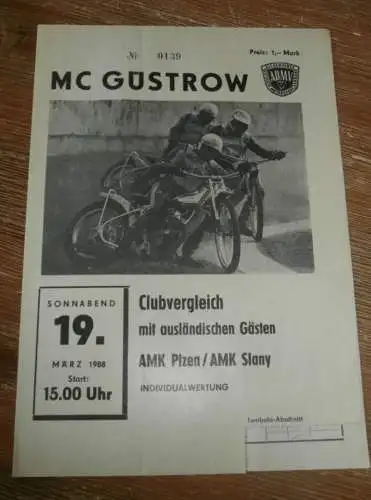 № 0139
Preis: 1,– Mark
MC GÜSTROW
ADMV
SONNABEND
19.
MÄRZ 1988
Start:
15.00 Uhr
Clubvergleich
mit ausländischen Gästen
AMK Plzen/AMK Slany
INDIVIDUALWERTUNG